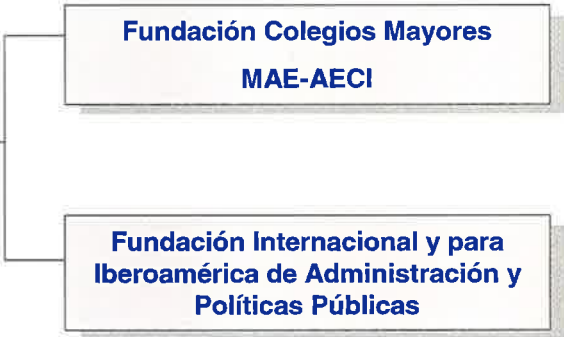 Fundación Colegios Mayores
MAE-AECI
Fundación Internacional y para
Iberoamérica de Administración y
Políticas Públicas